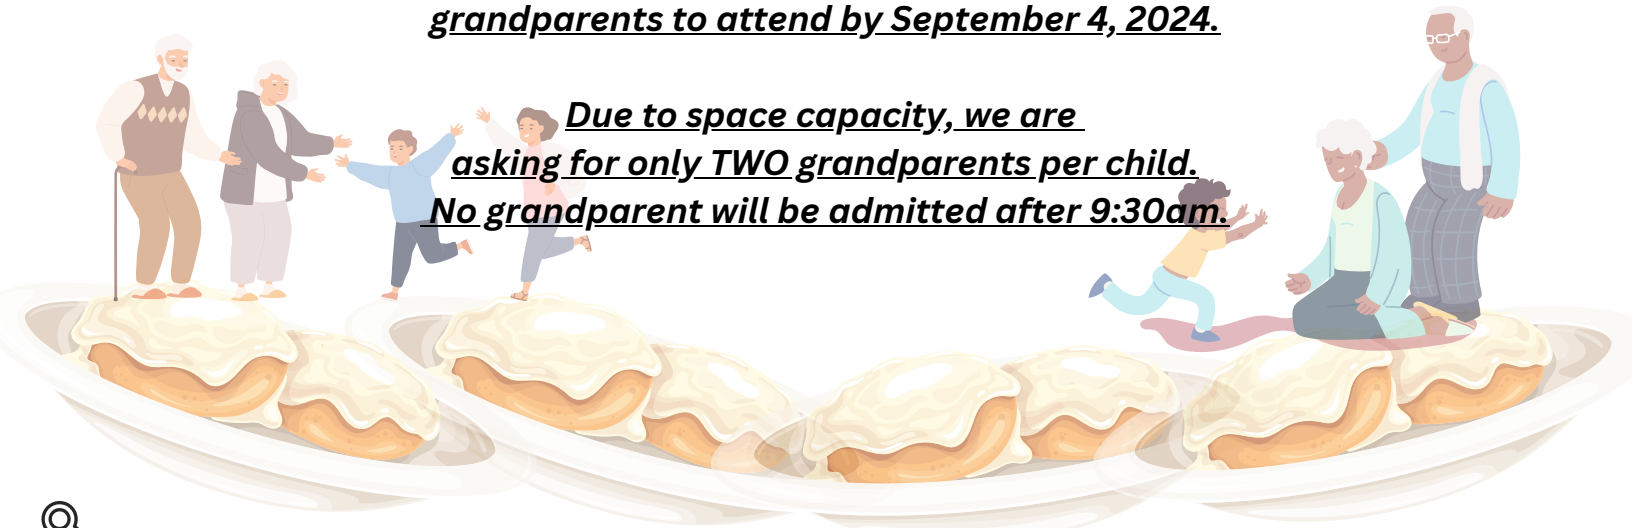 grandparents to attend by September 4, 2024.
Due to space capacity, we are
asking for only TWO grandparents per child.
No grandparent will be admitted after 9:30am.